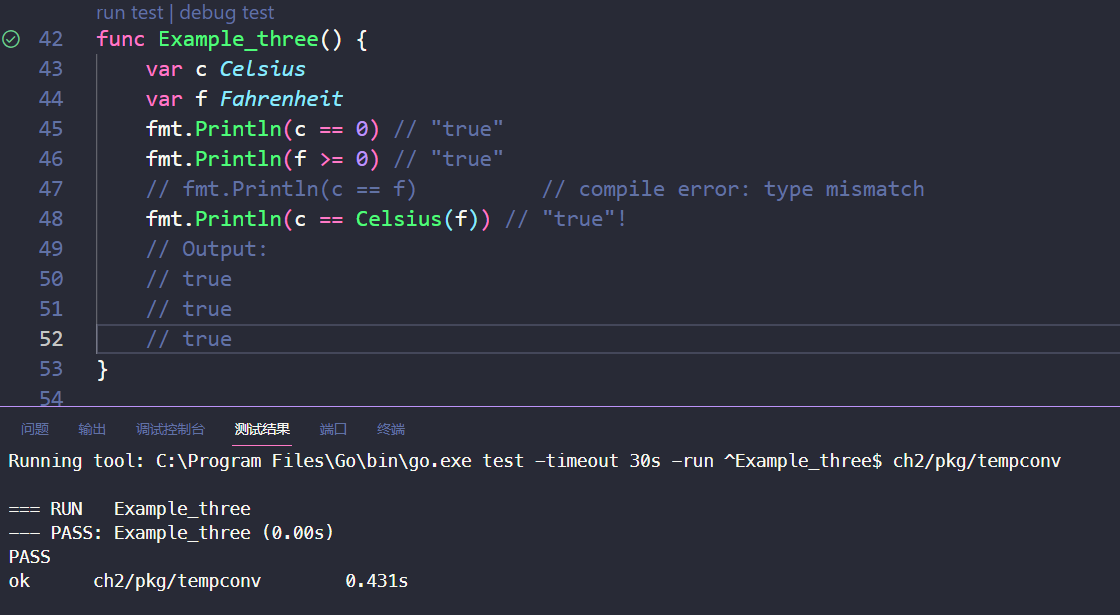 run test | debug test
42 func Example_three() {
43 var c Celsius
44 var f Fahrenheit
45 fmt.Println(c == 0) // "true"
46 fmt.Println(f >= 0) // "true"
47 // fmt.Println(c == f) // compile error: type mismatch
48 fmt.Println(c == Celsius(f)) // "true"!
49 // Output:
50 // true
51 // true
52 // true
53 }
54
问题 输出 调试控制台 测试结果 端口 终端
Running tool: C:\Program Files\Go\bin\go.exe test -timeout 30s -run ^Example_three$ ch2/pkg/tempconv
=== RUN Example_three
--- PASS: Example_three (0.00s)
PASS
ok ch2/pkg/tempconv 0.431s